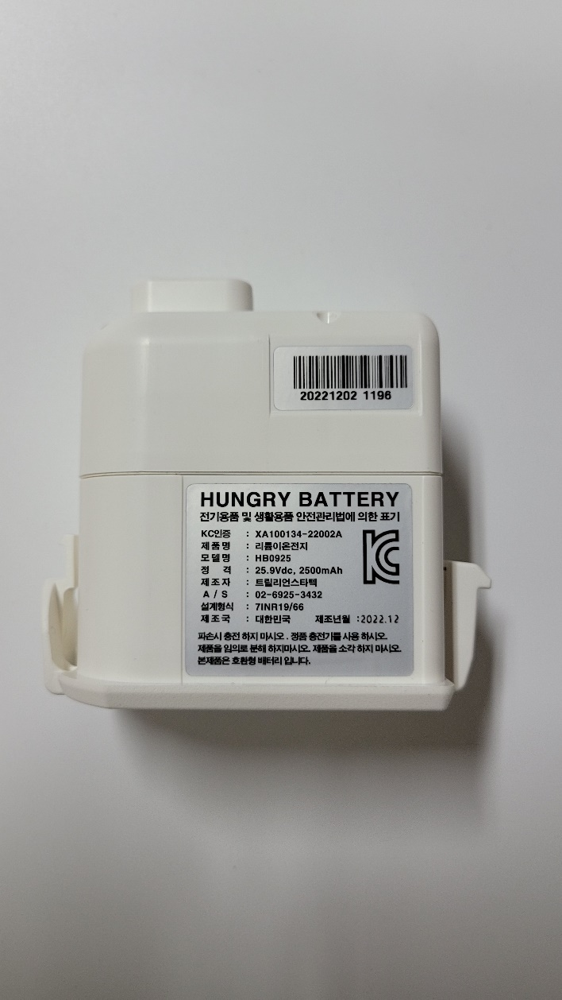 20221202 1196
HUNGRY BATTERY
전기용품 및 생활용품 안전관리법에 의한 표기
KC인증 : XA100134-22002A
제품명 : 리튬이온전지
모델명 : HB0925
정 격 : 25.9Vdc, 2500mAh
제조자 : 트릴리언스타텍
A / S : 02-6925-3432
설계형식 : 7INR19/66
제조국 : 대한민국 제조년월 :2022.12
파손시 충전 하지 마시오 . 정품 충전기를 사용 하시오.
제품을 임의로 분해 하지마시오. 제품을 소각 하지 마시오.
본제품은 호환형 배터리 입니다.